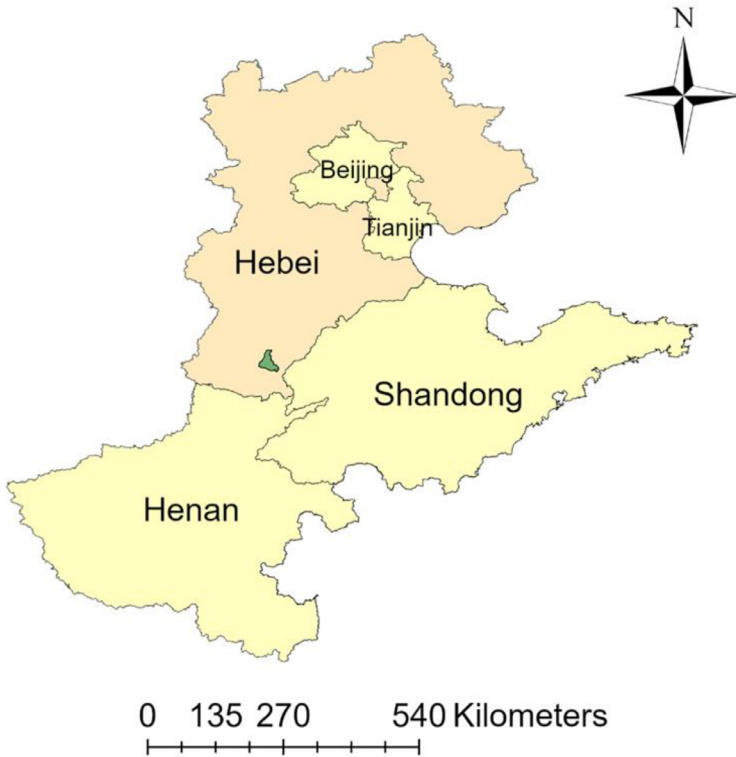 N
Beijing
Tianjin
Hebei
Shandong
Henan
0 135 270 540 Kilometers